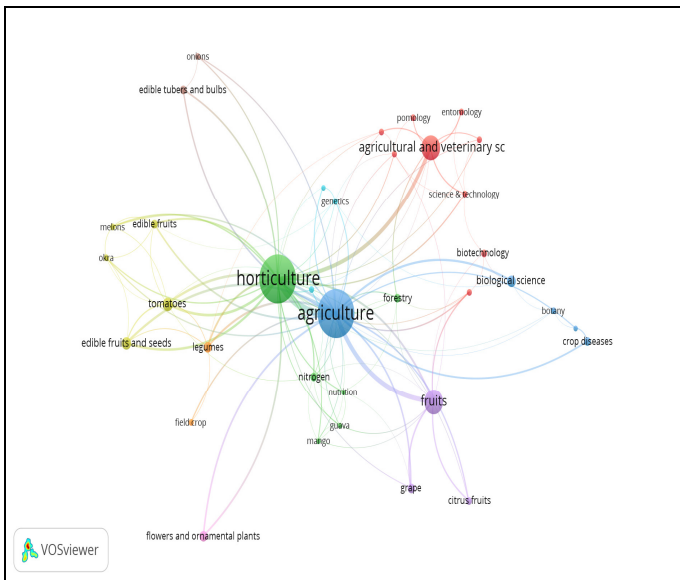 onions
edible tubers and bulbs
pomology
entomology
agricultural and veterinary sc
science & technology
genetics
melons
edible fruits
okra
biotechnology
horticulture
biological science
tomatoes
forestry
agriculture
botany
edible fruits and seeds
legumes
crop diseases
nitrogen
nutrition
fruits
field crop
guava
mango
grape
citrus fruits
flowers and ornamental plants
VOSviewer